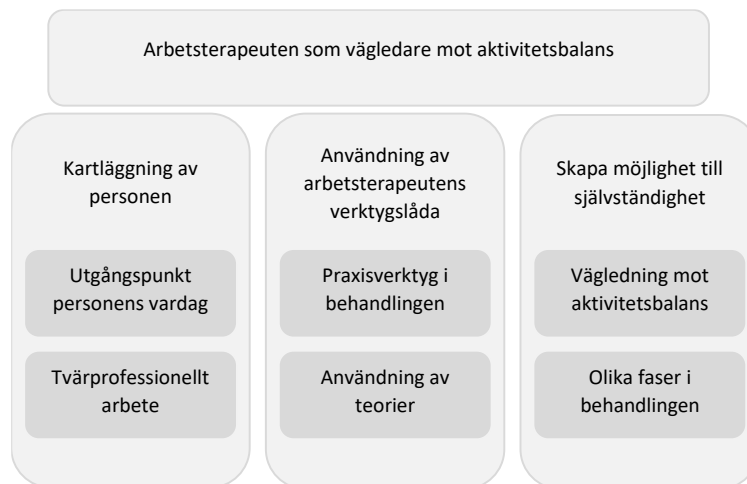 Arbetsterapeuten som vägledare mot aktivitetsbalans
Kartläggning av
personen
Utgångspunkt
personens vardag
Tvärprofessionellt
arbete
Användning av
arbetsterapeutens
verktygslåda
Praxisverktyg i
behandlingen
Användning av
teorier
Skapa möjlighet till
självständighet
Vägledning mot
aktivitetsbalans
Olika faser i
behandlingen